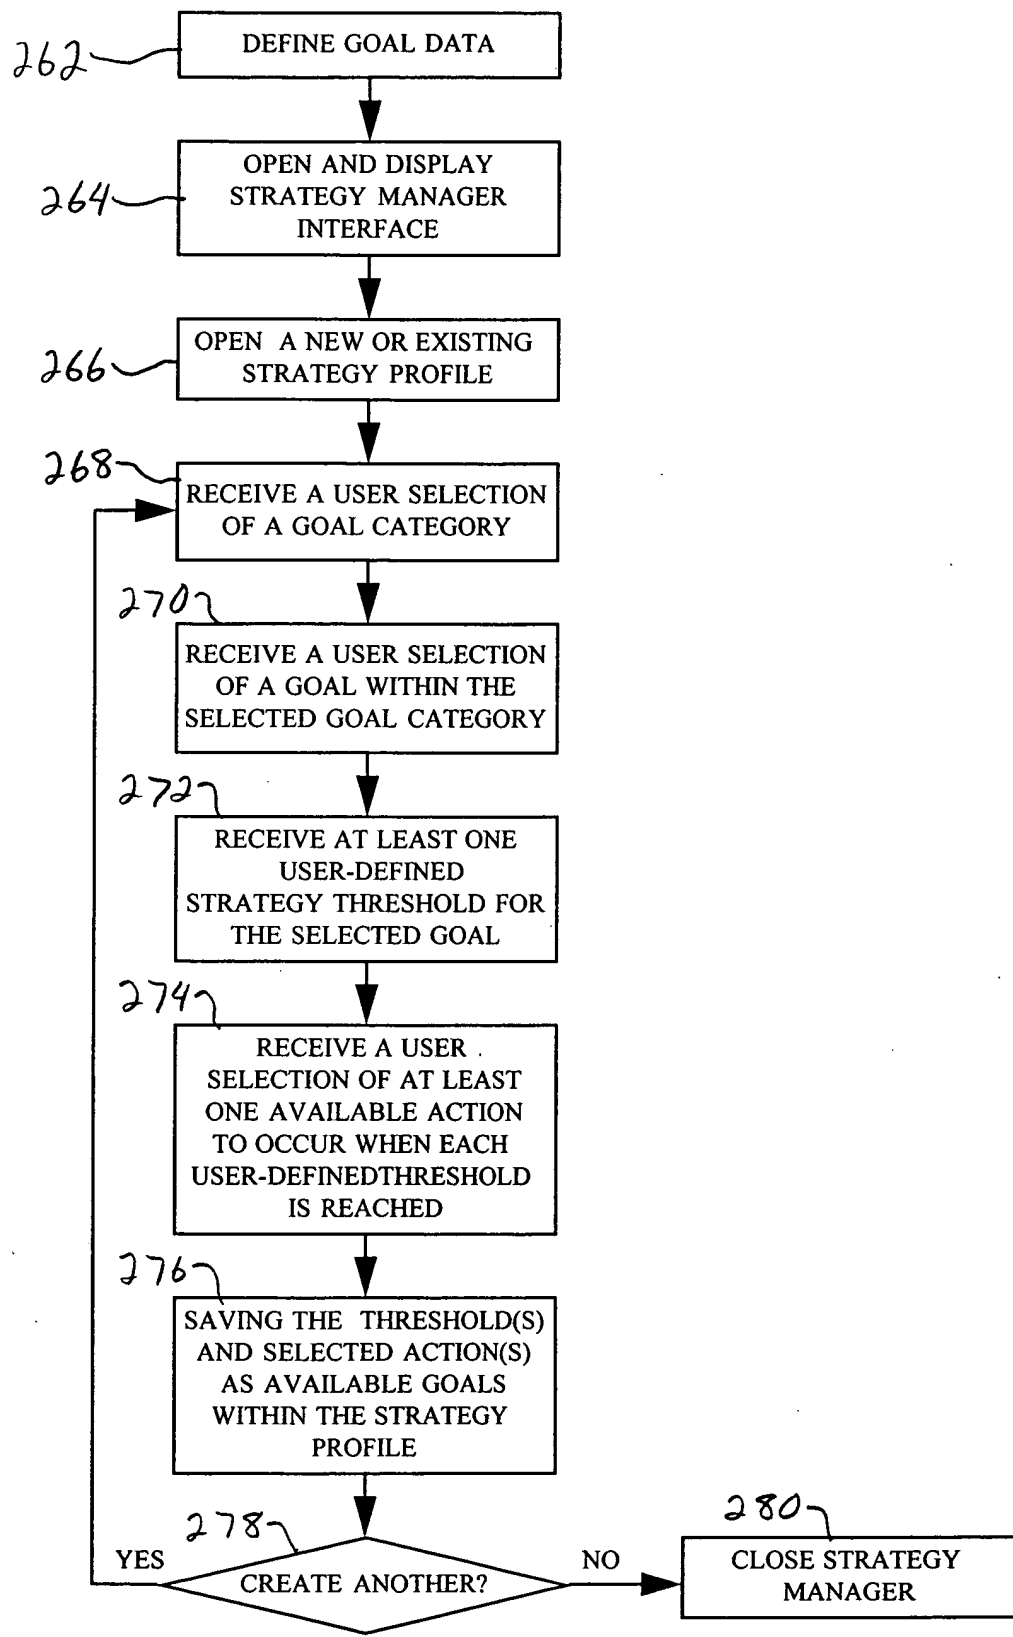 262
DEFINE GOAL DATA
264
OPEN AND DISPLAY
STRATEGY MANAGER
INTERFACE
266
OPEN A NEW OR EXISTING
STRATEGY PROFILE
268
RECEIVE A USER SELECTION
OF A GOAL CATEGORY
270
RECEIVE A USER SELECTION
OF A GOAL WITHIN THE
SELECTED GOAL CATEGORY
272
RECEIVE AT LEAST ONE
USER-DEFINED
STRATEGY THRESHOLD FOR
THE SELECTED GOAL
274
RECEIVE A USER
SELECTION OF AT LEAST
ONE AVAILABLE ACTION
TO OCCUR WHEN EACH
USER-DEFINEDTHRESHOLD
IS REACHED
276
SAVING THE THRESHOLD(S)
AND SELECTED ACTION(S)
AS AVAILABLE GOALS
WITHIN THE STRATEGY
PROFILE
278
YES
CREATE ANOTHER?
NO
280
CLOSE STRATEGY
MANAGER